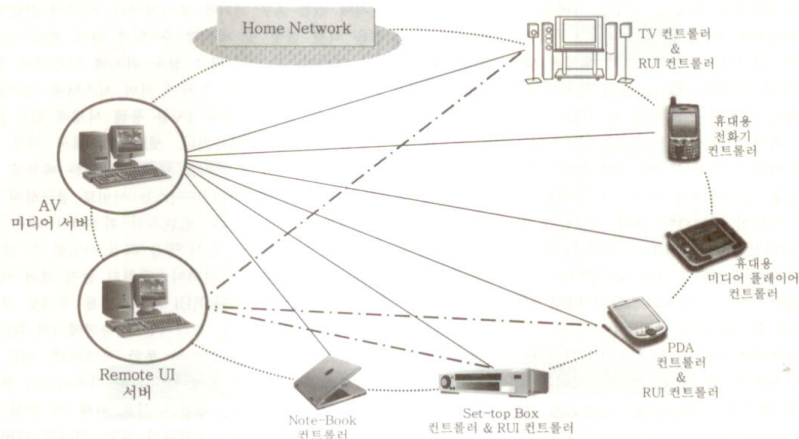 Home Network
TV 컨트롤러
&
RUI 컨트롤러
휴대용
전화기
컨트롤러
AV
미디어 서버
휴대용
미디어 플레이어
컨트롤러
Remote UI
서버
PDA
컨트롤러
&
RUI 컨트롤러
Note-Book
컨트롤러
Set-top Box
컨트롤러 & RUI 컨트롤러